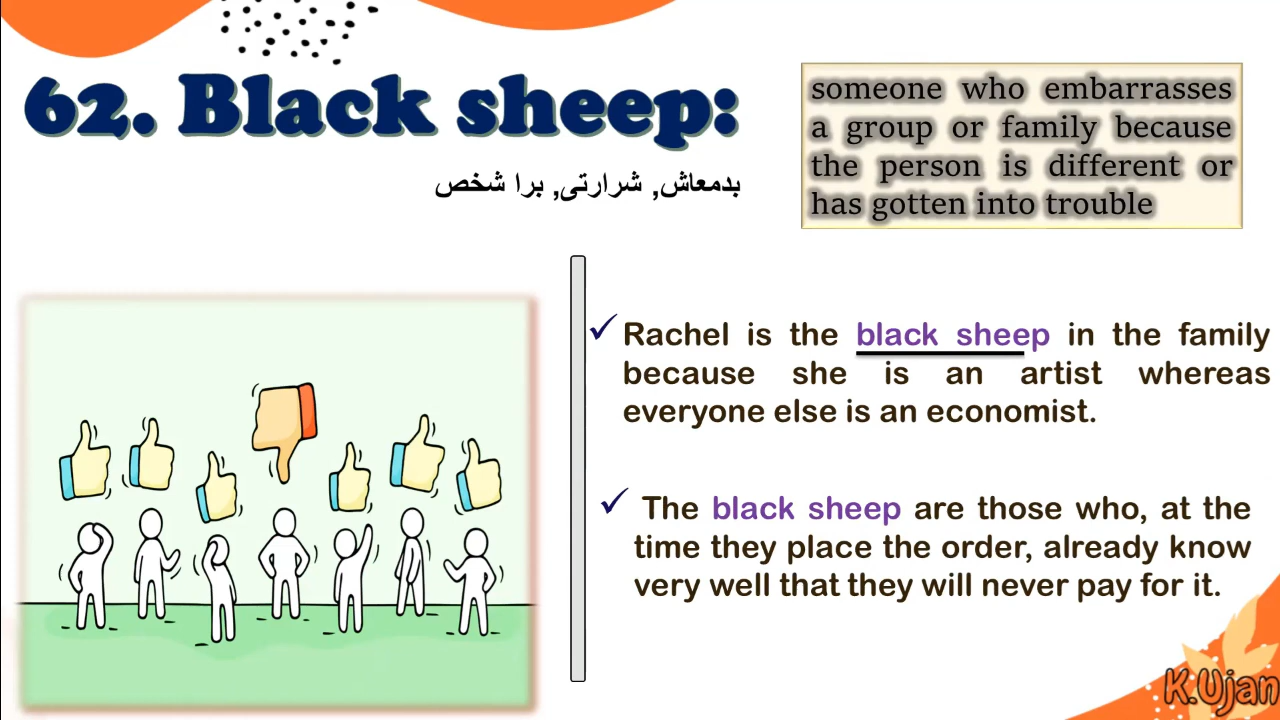 62. Black sheep:
بدمعاش, شرارتی, برا شخص
someone who embarrasses
a group or family because
the person is different or
has gotten into trouble
Rachel is the black sheep in the family
because she is an artist whereas
everyone else is an economist.
The black sheep are those who, at the
time they place the order, already know
very well that they will never pay for it.
K.Ujan